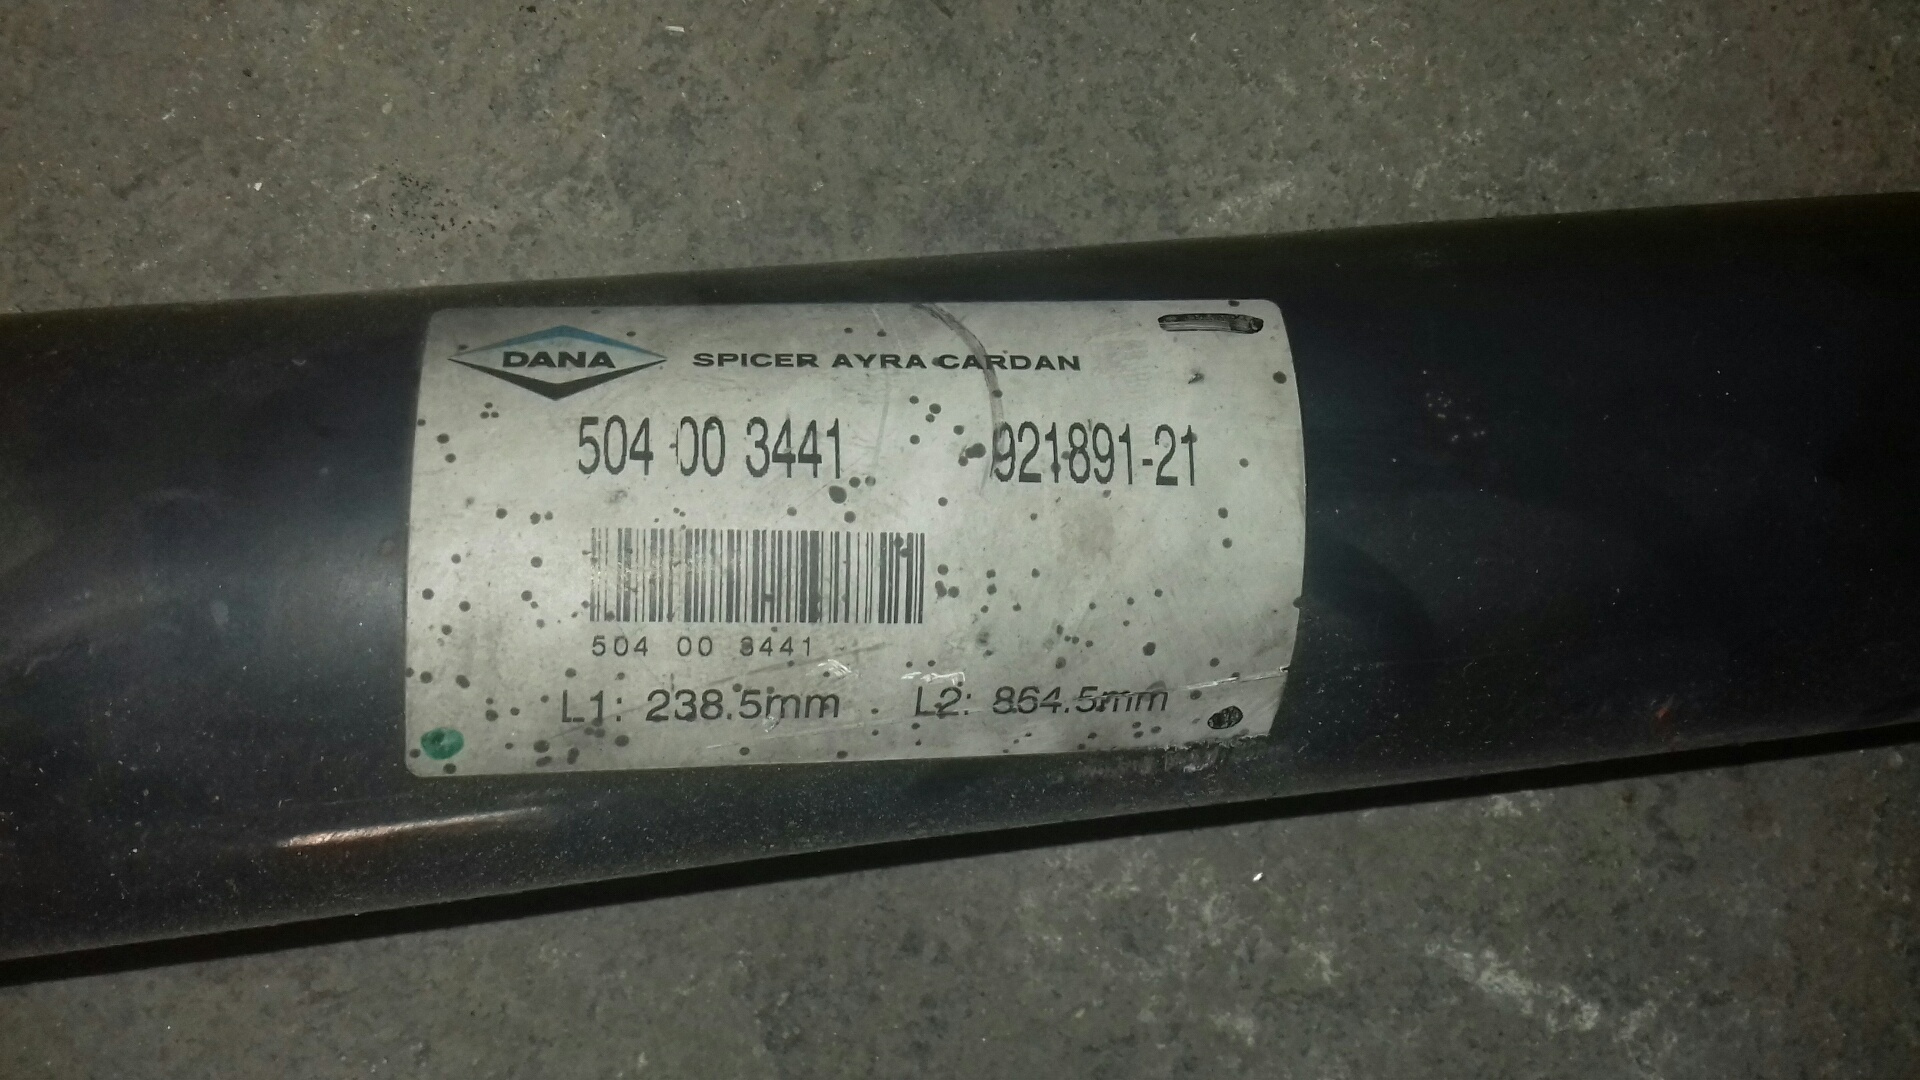 DANA SPICER AYRA CARDAN
504 00 3441 921891-21
504 00 3441
L1: 238.5mm L2: 864.5mm